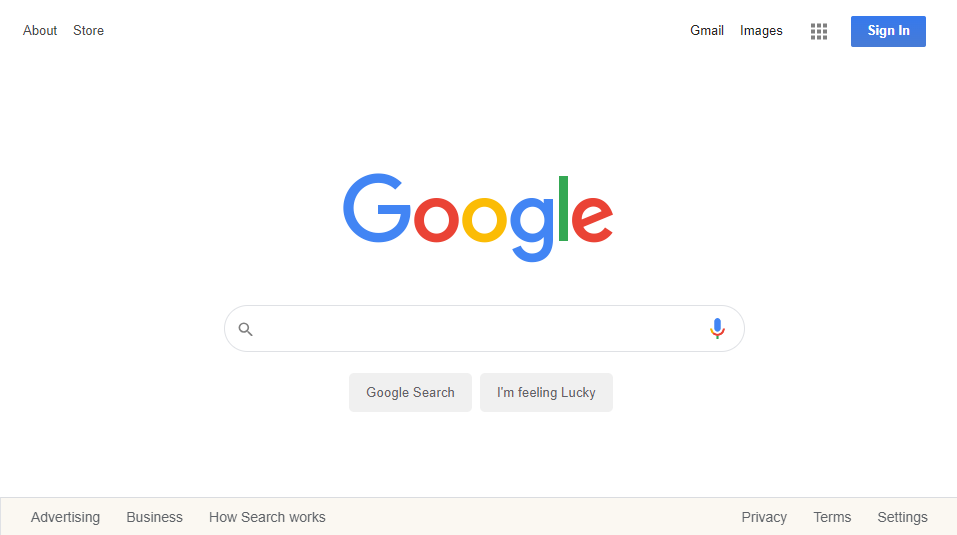 About Store Gmail Images Sign In
Google
Google Search I'm feeling Lucky
Advertising Business How Search works Privacy Terms Settings